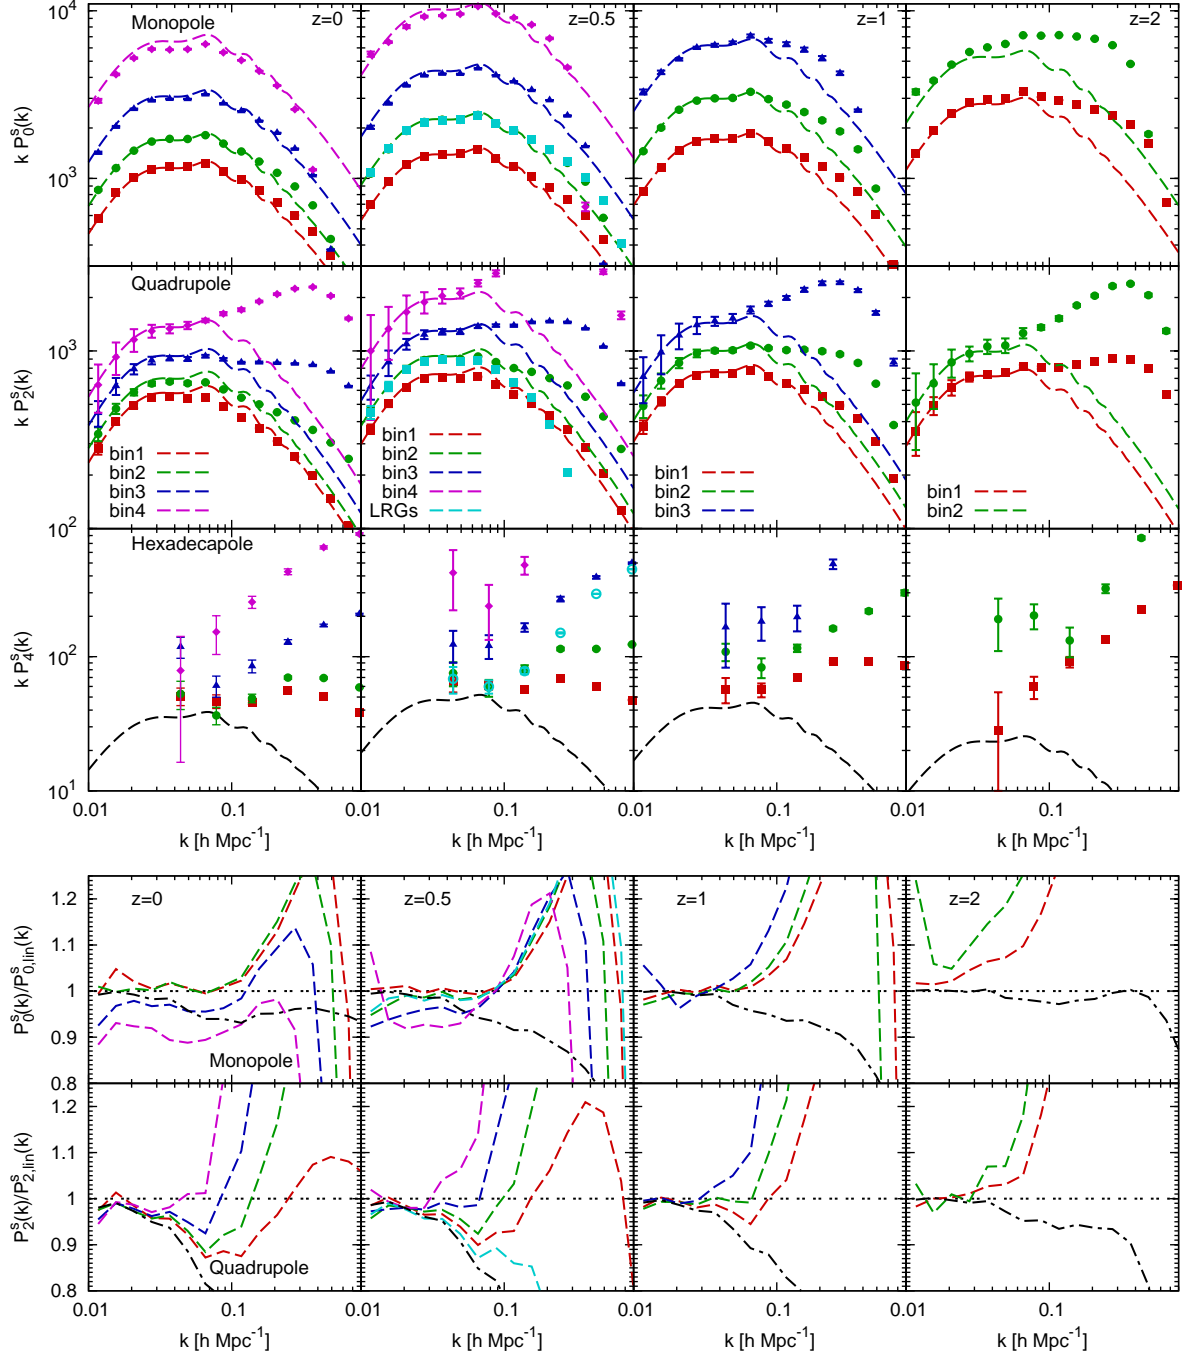 Monopole z=0 z=0.5 z=1 z=2
10^4
k P^s_0(k)
10^3
Quadrupole
10^3
k P^s_2(k)
bin1 bin1 bin1 bin1
bin2 bin2 bin2 bin2
bin3 bin3 bin3
bin4 bin4
LRGs
10^2
Hexadecapole
10^2
k P^s_4(k)
10^1
0.01 0.1 0.01 0.1 0.01 0.1 0.01 0.1
k [h Mpc^-1] k [h Mpc^-1] k [h Mpc^-1] k [h Mpc^-1]
z=0 z=0.5 z=1 z=2
1.2
1.1
P^s_0(k)/P^s_0,lin(k)
1
0.9
Monopole
0.8
1.2
1.1
P^s_2(k)/P^s_2,lin(k)
1
0.9
Quadrupole
0.8
0.01 0.1 0.01 0.1 0.01 0.1 0.01 0.1
k [h Mpc^-1] k [h Mpc^-1] k [h Mpc^-1] k [h Mpc^-1]